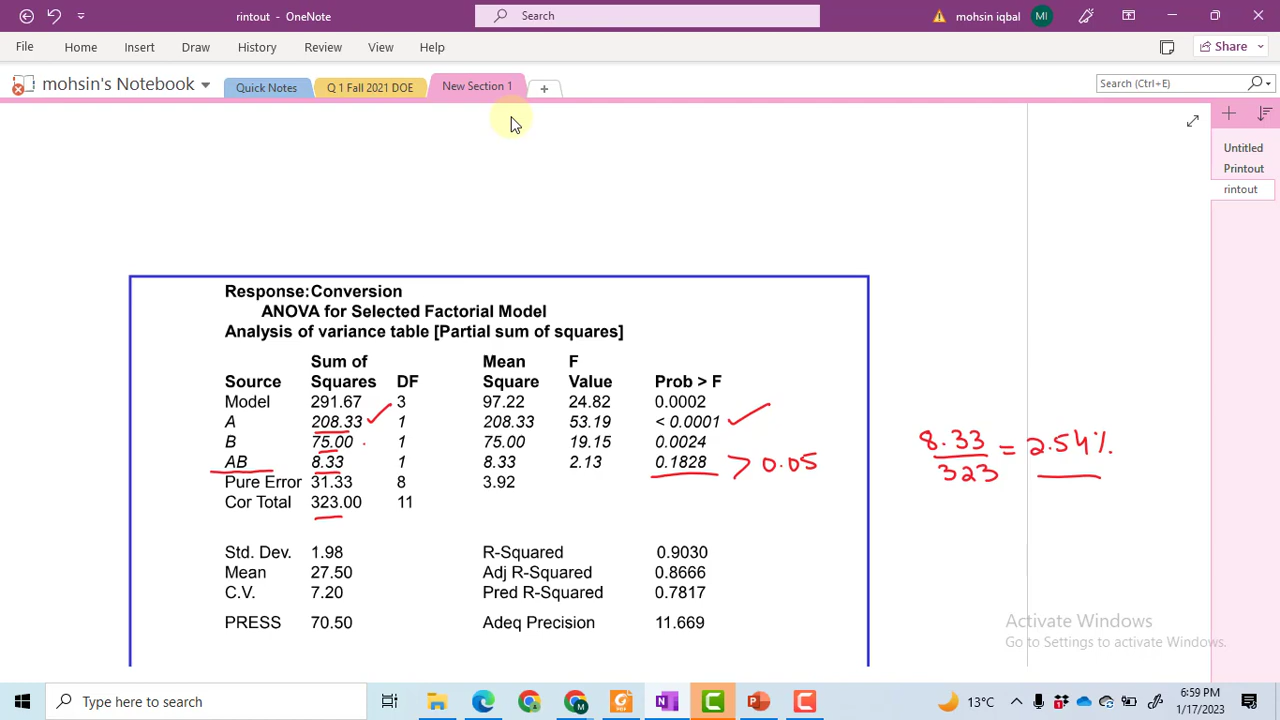 rintout - OneNote
Search
mohsin iqbal
MI
File
Home
Insert
Draw
History
Review
View
Help
Share
mohsin's Notebook
Quick Notes
Q 1 Fall 2021 DOE
New Section 1
+
Search (Ctrl+E)
Untitled
Printout
rintout
Response:Conversion
ANOVA for Selected Factorial Model
Analysis of variance table [Partial sum of squares]
Sum of Mean F
Source Squares DF Square Value Prob > F
Model 291.67 3 97.22 24.82 0.0002
A 208.33 1 208.33 53.19 < 0.0001
B 75.00 1 75.00 19.15 0.0024
AB 8.33 1 8.33 2.13 0.1828 > 0.05
Pure Error 31.33 8 3.92
Cor Total 323.00 11
8.33
323
= 2.54%.
Std. Dev. 1.98 R-Squared 0.9030
Mean 27.50 Adj R-Squared 0.8666
C.V. 7.20 Pred R-Squared 0.7817
PRESS 70.50 Adeq Precision 11.669
Activate Windows
Go to Settings to activate Windows.
Type here to search
13°C
6:59 PM
1/17/2023